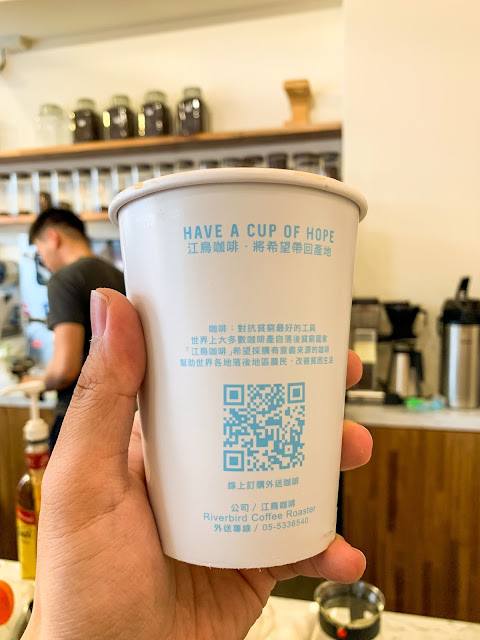 HAVE A CUP OF HOPE
江鳥咖啡・將希望帶回產地
咖啡：對抗貧窮最好的工具
世界上大多數咖啡產自落後貧窮國家
「江鳥咖啡」希望採購有意義來源的咖啡
幫助世界各地落後地區農民、改善貧困生活
線上訂購外送咖啡
公司 / 江鳥咖啡
Riverbird Coffee Roaster
外送專線 / 05-5336540